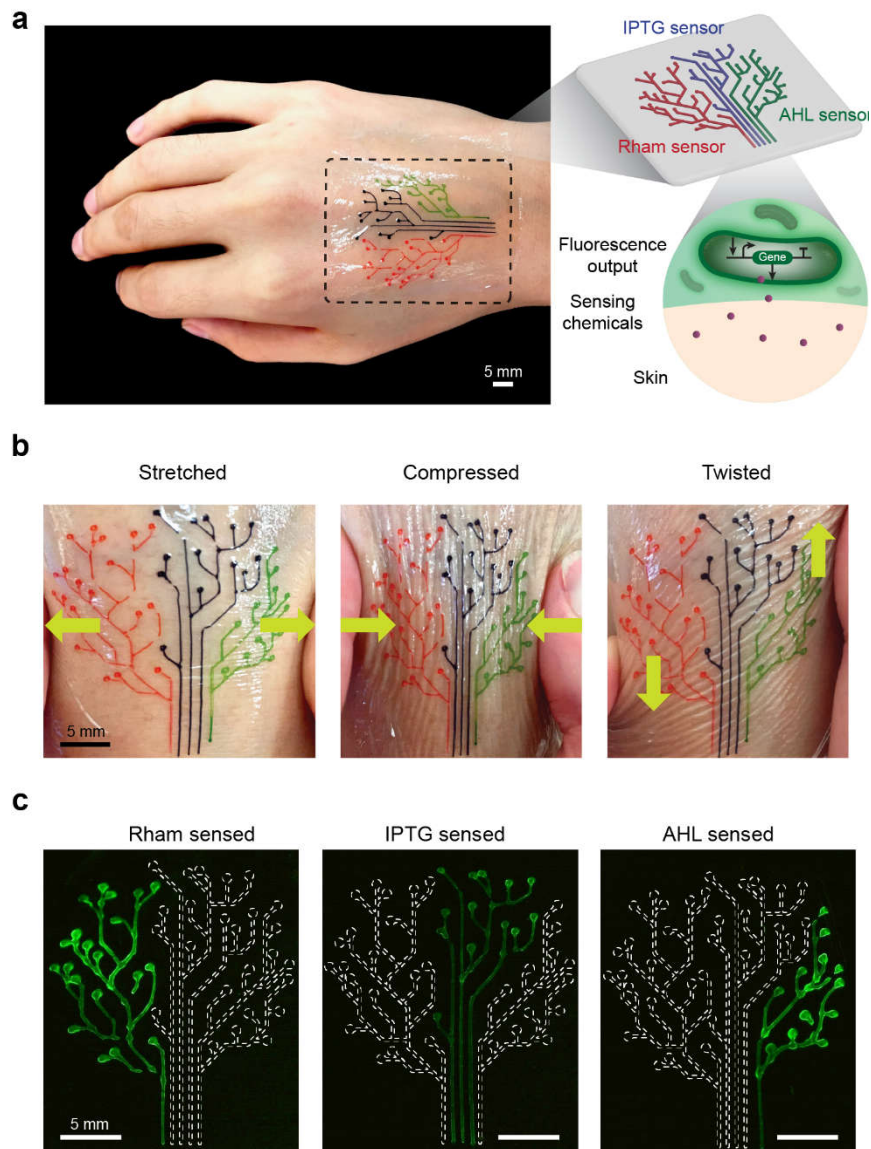 a
IPTG sensor
AHL sensor
Rham sensor
Fluorescence
output
Gene
Sensing
chemicals
Skin
5 mm
b
Stretched
Compressed
Twisted
5 mm
c
Rham sensed
IPTG sensed
AHL sensed
5 mm